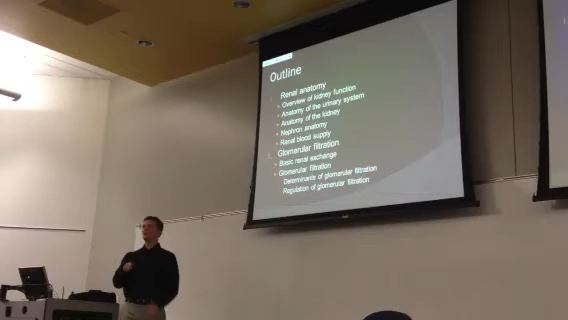 Outline
Renal anatomy
Overview of kidney function
Anatomy of the urinary system
Anatomy of the kidney
Nephron anatomy
Renal blood supply
Glomerular filtration
Basic renal exchange
Glomerular filtration
Determinants of glomerular filtration
Regulation of glomerular filtration